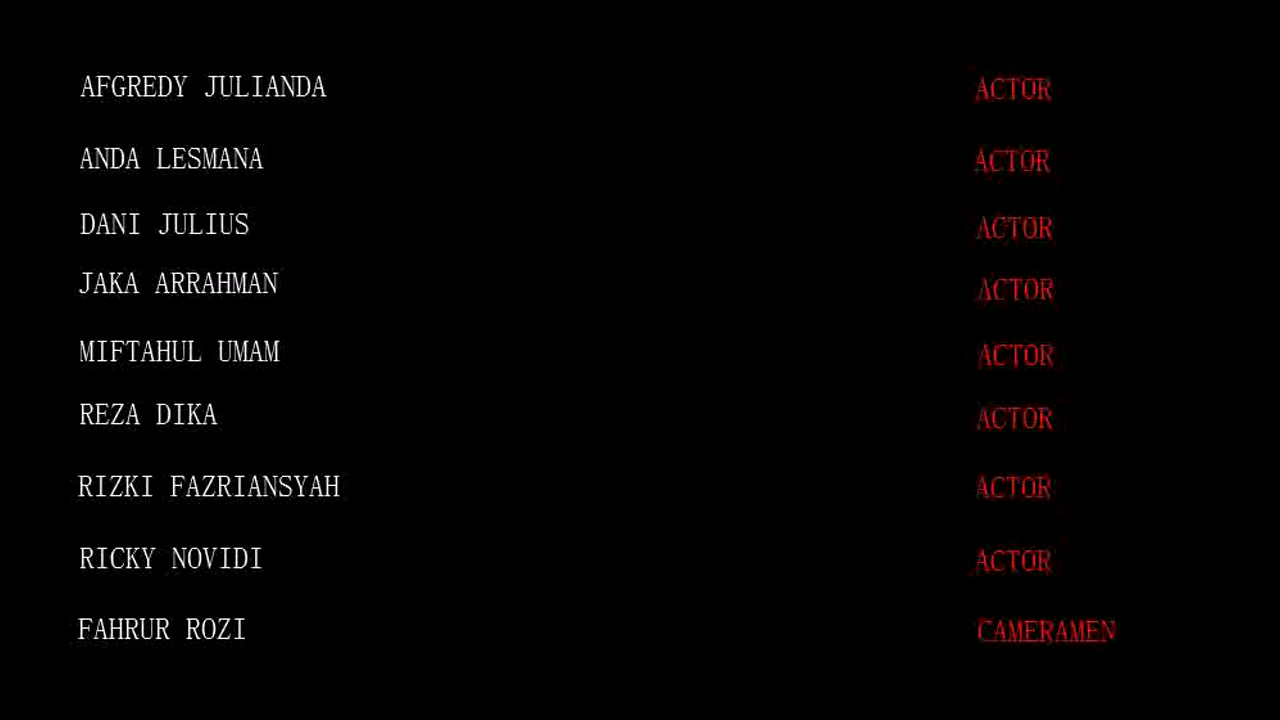 AFGREDY JULIANDA ACTOR
ANDA LESMANA ACTOR
DANI JULIUS ACTOR
JAKA ARRAHMAN ACTOR
MIFTAHUL UMAM ACTOR
REZA DIKA ACTOR
RIZKI FAZRIANSYAH ACTOR
RICKY NOVIDI ACTOR
FAHRUR ROZI CAMERAMEN